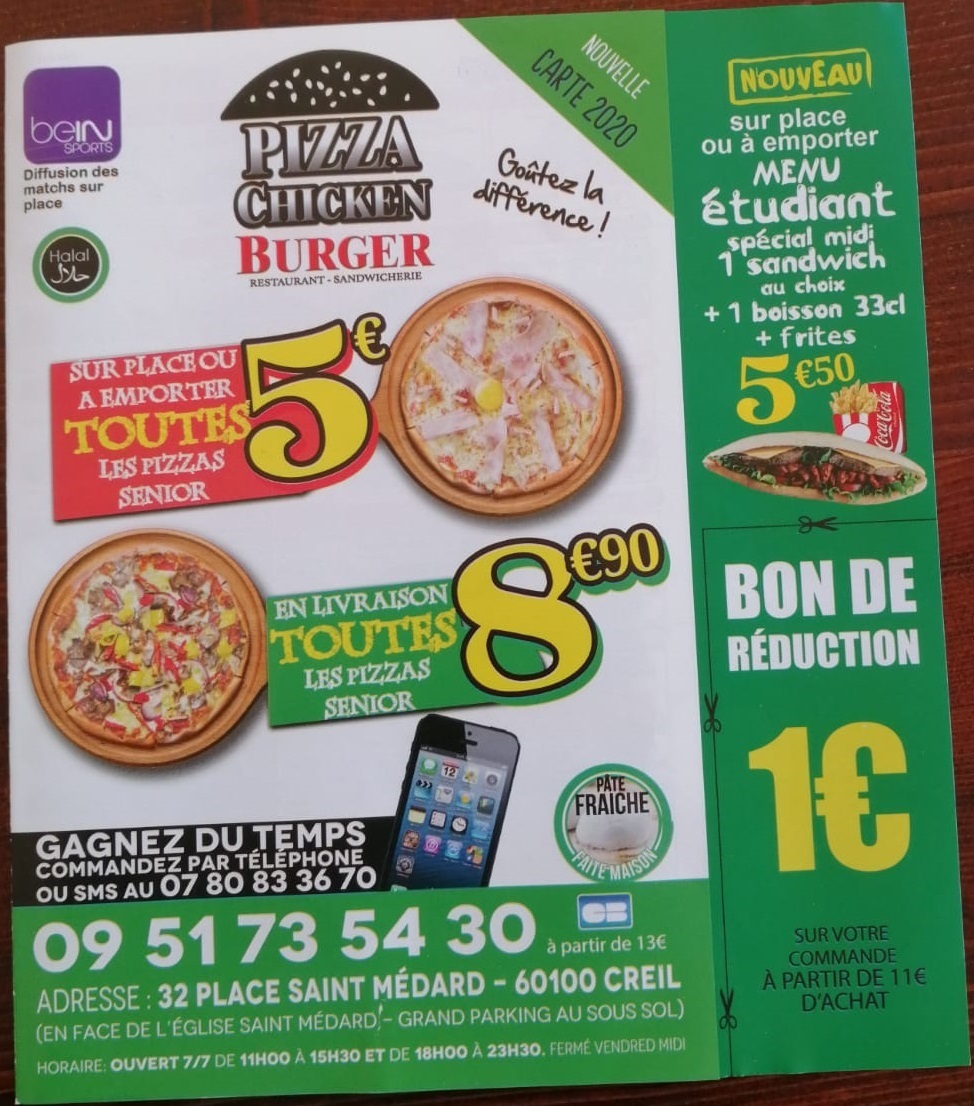 beIN
SPORTS
Diffusion des
matchs sur
place
Halal
حلال
PIZZA
CHICKEN
BURGER
RESTAURANT - SANDWICHERIE
NOUVELLE
CARTE 2020
Goûtez la
différence !
SUR PLACE OU
A EMPORTER
TOUTES
LES PIZZAS
SENIOR
5€
EN LIVRAISON
TOUTES
LES PIZZAS
SENIOR
8€90
12
PÂTE
FRAICHE
FAITE MAISON
GAGNEZ DU TEMPS
COMMANDEZ PAR TÉLÉPHONE
OU SMS AU 07 80 83 36 70
09 51 73 54 30
CB
à partir de 13€
ADRESSE : 32 PLACE SAINT MÉDARD - 60100 CREIL
(EN FACE DE L'ÉGLISE SAINT MÉDARD - GRAND PARKING AU SOUS SOL)
HORAIRE: OUVERT 7/7 DE 11H00 À 15H30 ET DE 18H00 À 23H30. FERMÉ VENDRED MIDI
NOUVEAU
sur place
ou à emporter
MENU
étudiant
spécial midi
1 sandwich
au choix
+ 1 boisson 33cl
+ frites
5€50
Coca-Cola
BON DE
RÉDUCTION
1€
SUR VOTRE
COMMANDE
À PARTIR DE 11€
D'ACHAT